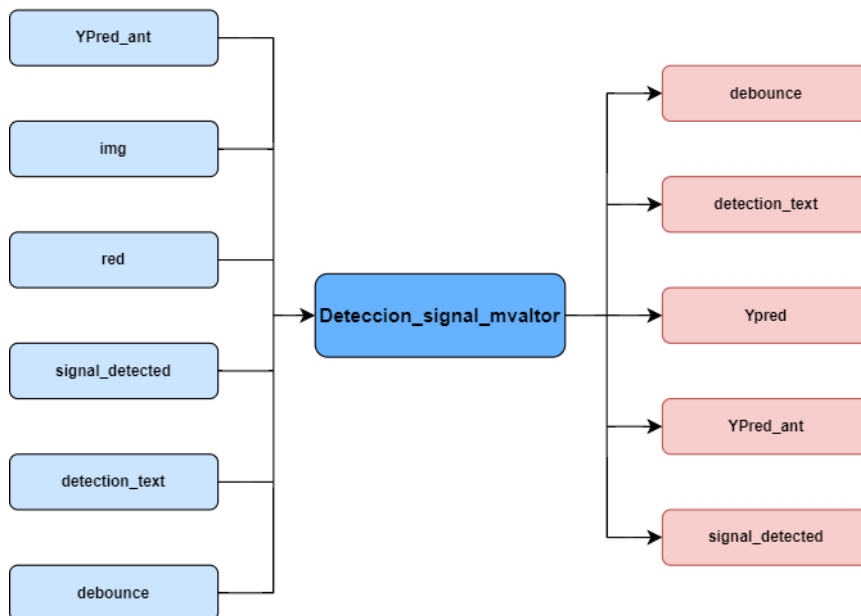 YPred_ant
img
red
signal_detected
detection_text
debounce
Deteccion_signal_mvaltor
debounce
detection_text
Ypred
YPred_ant
signal_detected